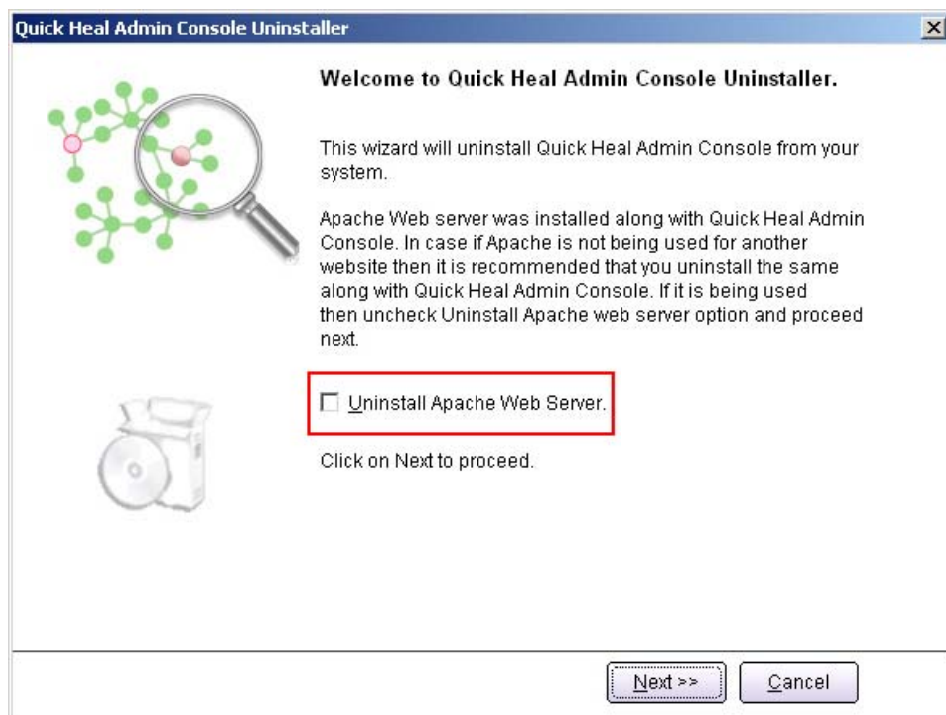 Quick Heal Admin Console Uninstaller
Welcome to Quick Heal Admin Console Uninstaller.
This wizard will uninstall Quick Heal Admin Console from your
system.
Apache Web server was installed along with Quick Heal Admin
Console. In case if Apache is not being used for another
website then it is recommended that you uninstall the same
along with Quick Heal Admin Console. If it is being used
then uncheck Uninstall Apache web server option and proceed
next.
Uninstall Apache Web Server.
Click on Next to proceed.
Next >>
Cancel